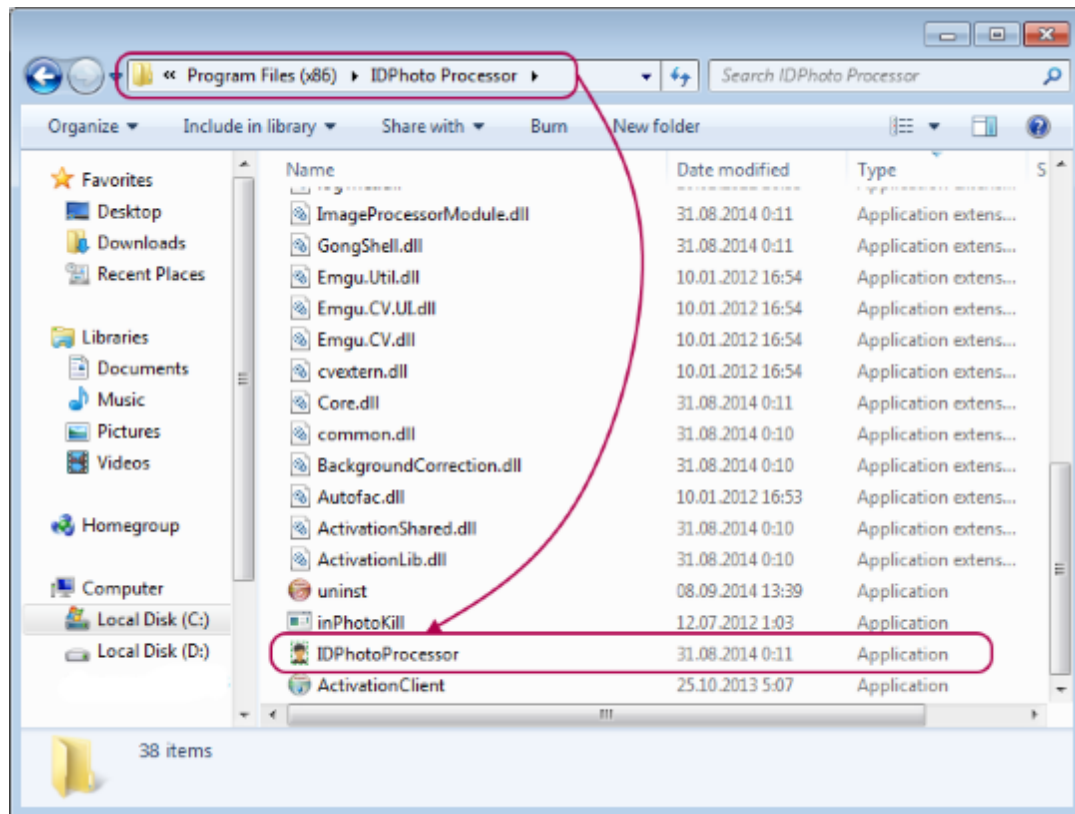 « Program Files (x86) ▸ IDPhoto Processor ▸ Search IDPhoto Processor
Organize Include in library Share with Burn New folder
Favorites
Desktop
Downloads
Recent Places
Libraries
Documents
Music
Pictures
Videos
Homegroup
Computer
Local Disk (C:)
Local Disk (D:)
Name Date modified Type S
ImageProcessorModule.dll 31.08.2014 0:11 Application extens...
GongShell.dll 31.08.2014 0:11 Application extens...
Emgu.Util.dll 10.01.2012 16:54 Application extens...
Emgu.CV.UI.dll 10.01.2012 16:54 Application extens...
Emgu.CV.dll 10.01.2012 16:54 Application extens...
cvextern.dll 10.01.2012 16:54 Application extens...
Core.dll 31.08.2014 0:11 Application extens...
common.dll 31.08.2014 0:10 Application extens...
BackgroundCorrection.dll 31.08.2014 0:10 Application extens...
Autofac.dll 10.01.2012 16:53 Application extens...
ActivationShared.dll 31.08.2014 0:10 Application extens...
ActivationLib.dll 31.08.2014 0:10 Application extens...
uninst 08.09.2014 13:39 Application
inPhotoKill 12.07.2012 1:03 Application
IDPhotoProcessor 31.08.2014 0:11 Application
ActivationClient 25.10.2013 5:07 Application
38 items